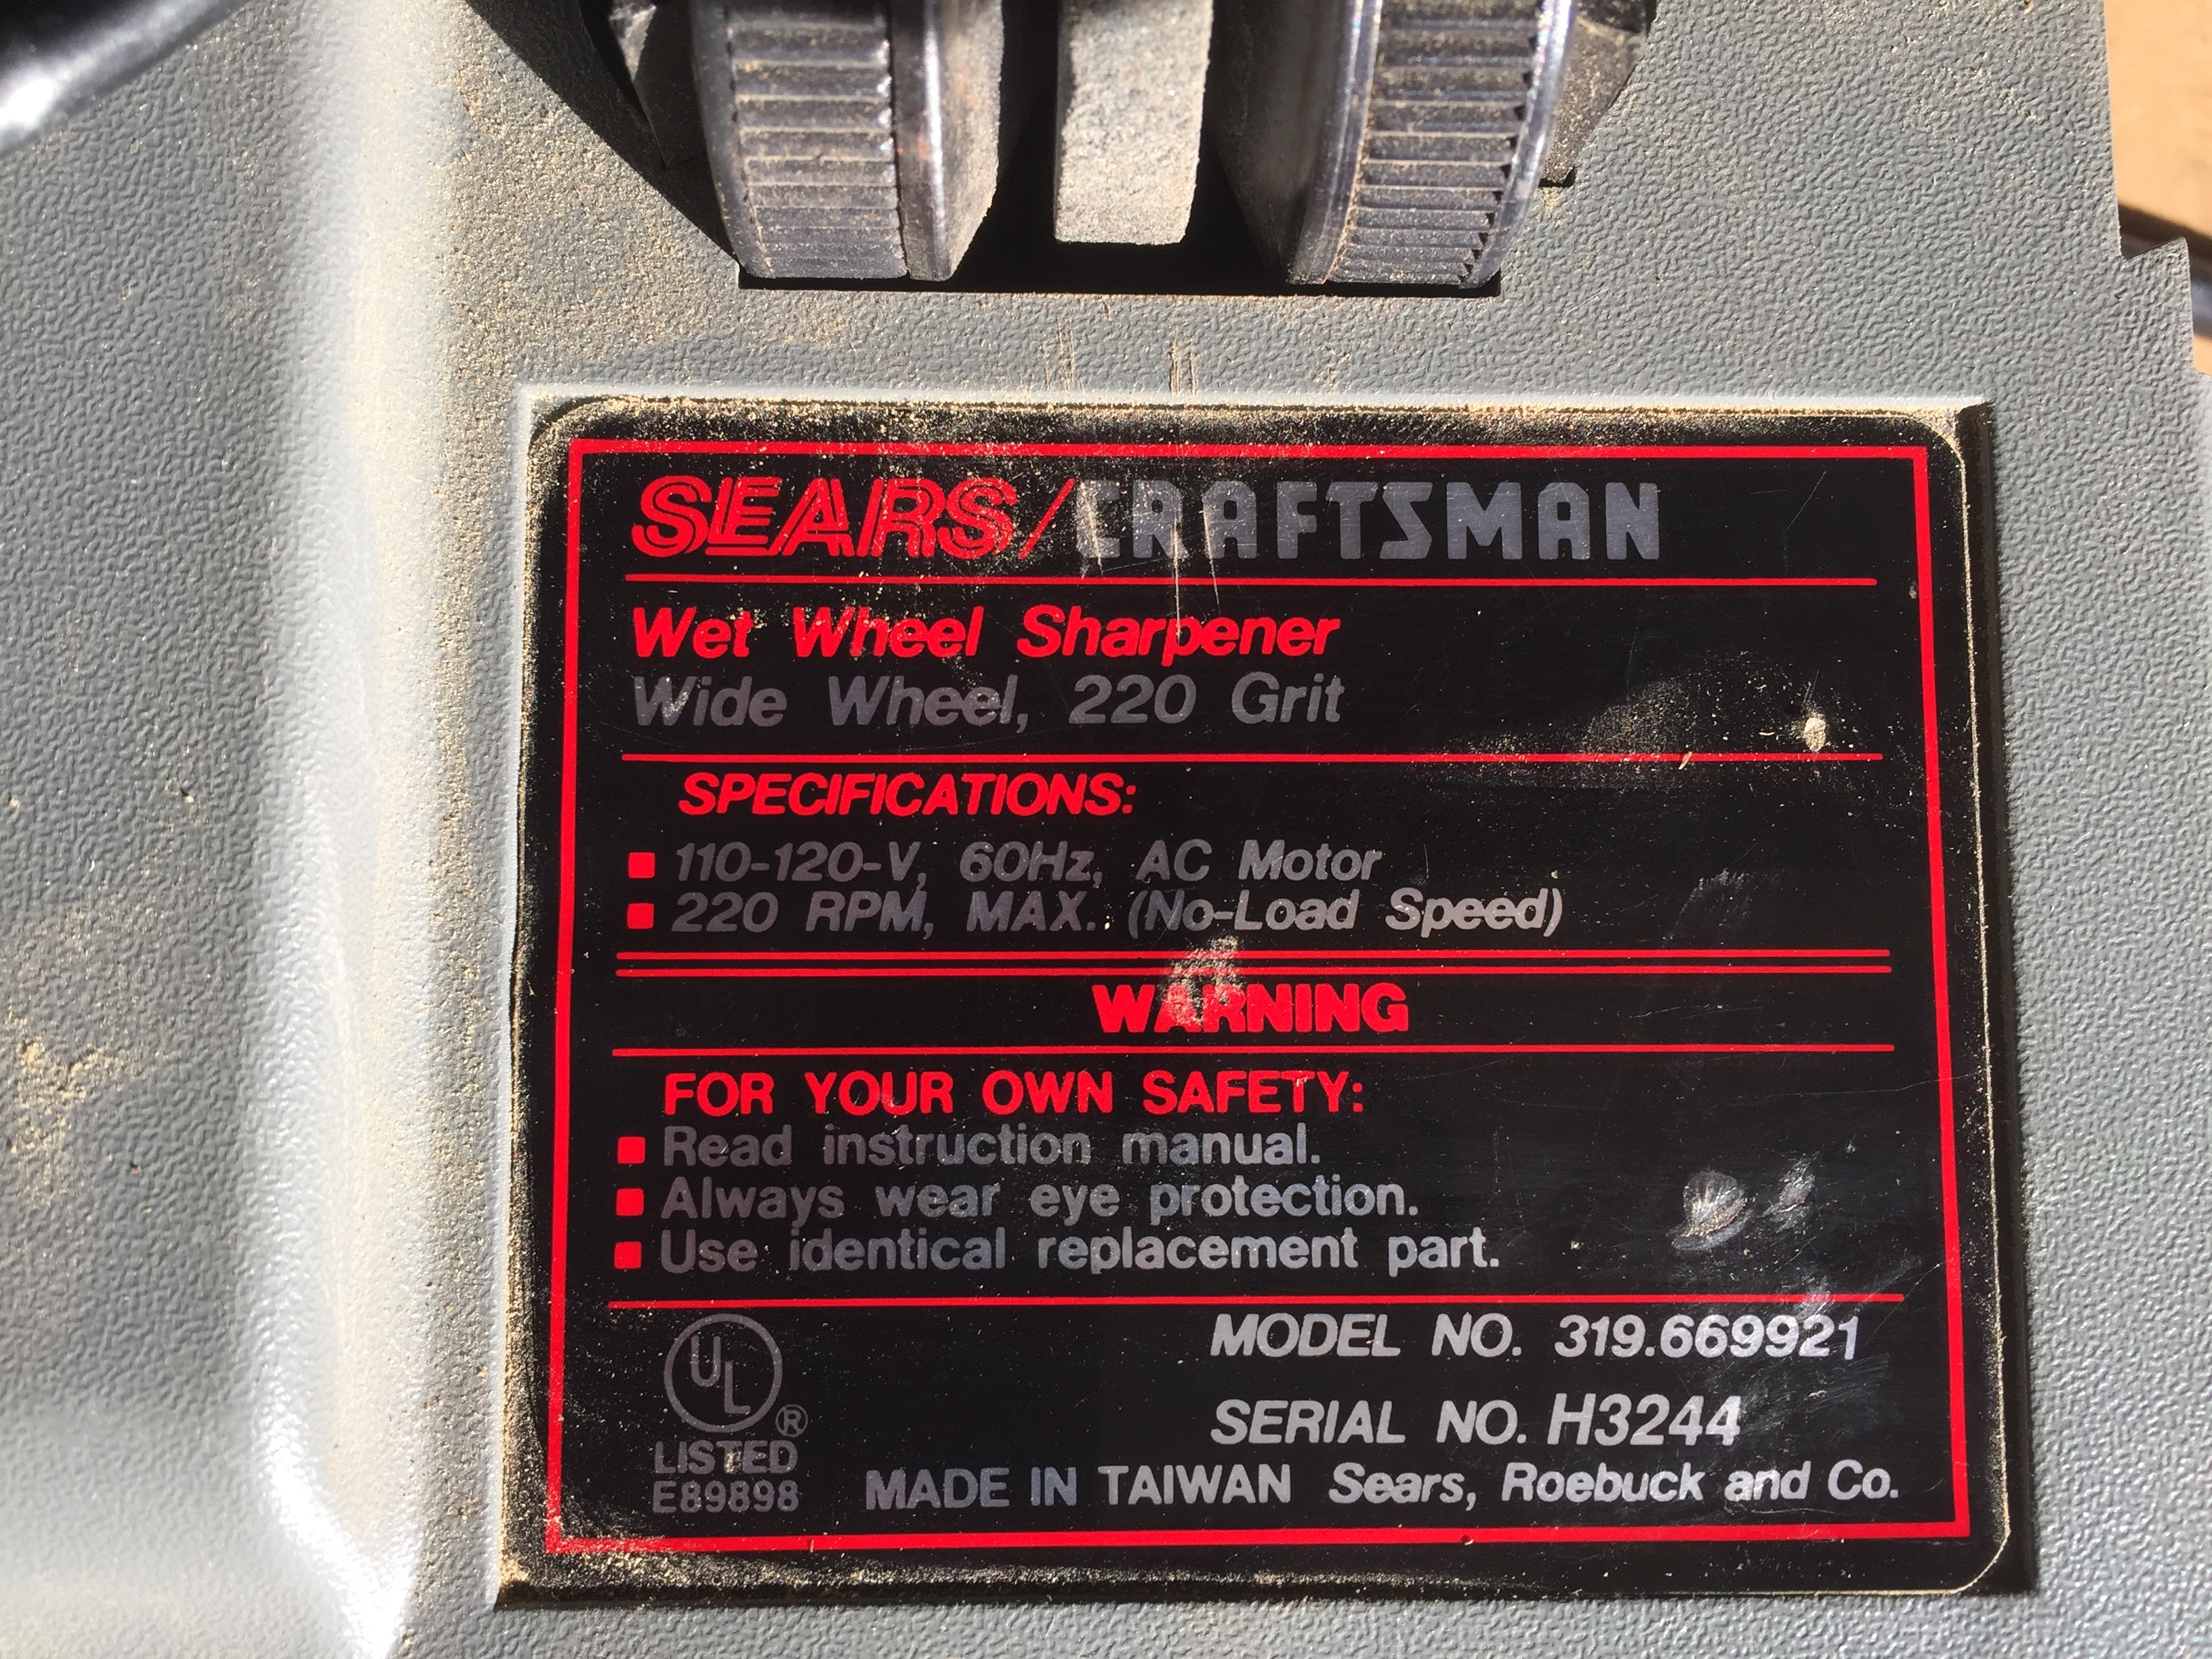 SEARS/CRAFTSMAN
Wet Wheel Sharpener
Wide Wheel, 220 Grit
SPECIFICATIONS:
110-120-V, 60Hz, AC Motor
220 RPM, MAX. (No-Load Speed)
WARNING
FOR YOUR OWN SAFETY:
Read instruction manual.
Always wear eye protection.
Use identical replacement part.
MODEL NO. 319.669921
SERIAL NO. H3244
UL ®
LISTED
E89898
MADE IN TAIWAN Sears, Roebuck and Co.